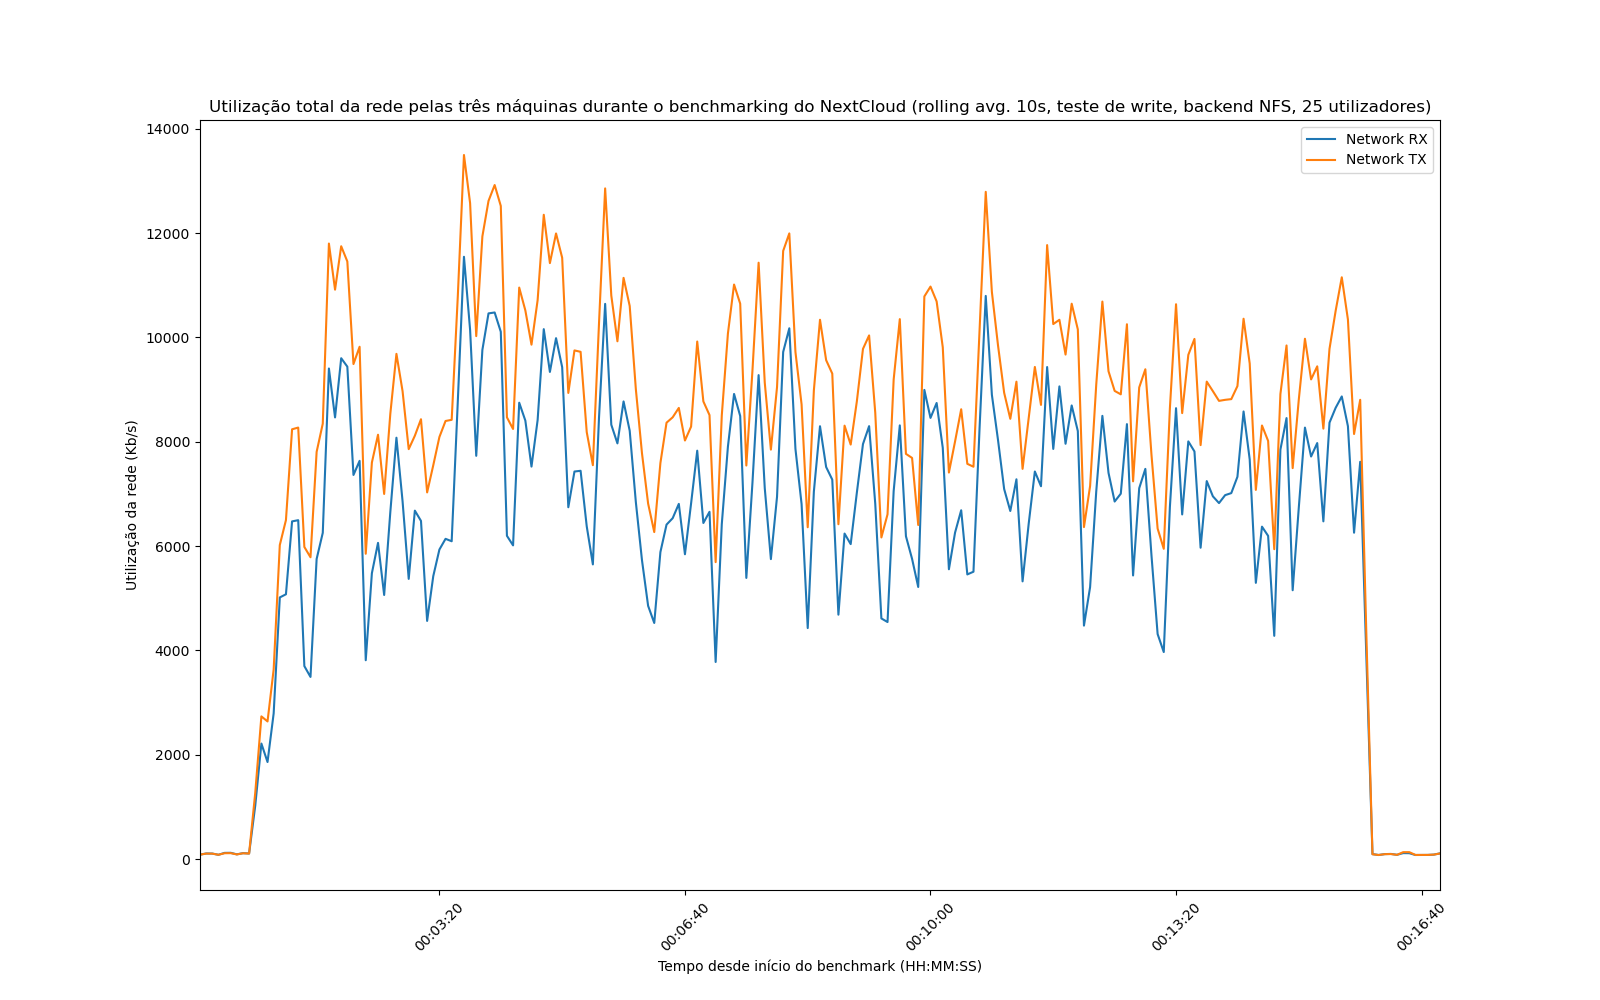 Utilização total da rede pelas três máquinas durante o benchmarking do NextCloud (rolling avg. 10s, teste de write, backend NFS, 25 utilizadores)
Network RX
Network TX
Utilização da rede (Kb/s)
14000
12000
10000
8000
6000
4000
2000
0
00:03:20
00:06:40
00:10:00
00:13:20
00:16:40
Tempo desde início do benchmark (HH:MM:SS)